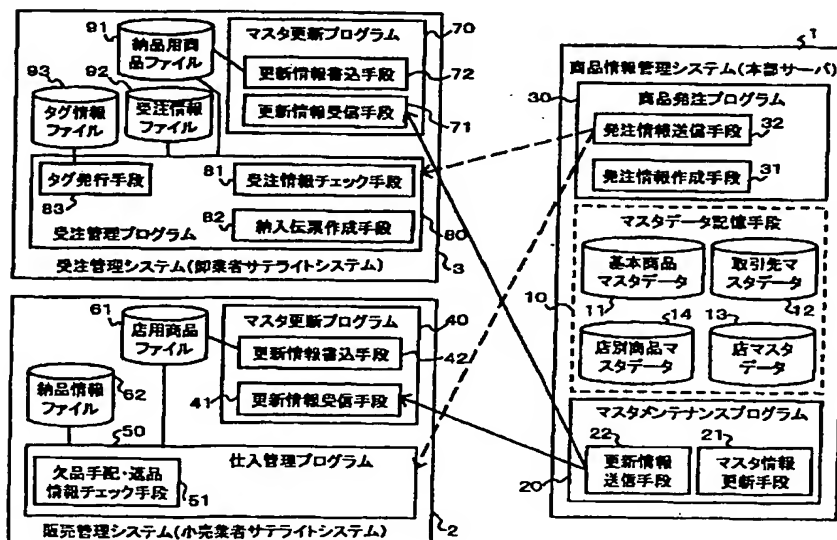 91
納品用商
品ファイル
93
92
タグ情報
ファイル
受注情報
ファイル
マスタ更新プログラム
70
更新情報書込手段
72
更新情報受信手段
71
タグ発行手段
83
81
受注情報チェック手段
82
納入伝票作成手段
80
受注管理プログラム
受注管理システム(卸業者サテライトシステム)
3
61
店用商品
ファイル
マスタ更新プログラム
40
更新情報書込手段
42
41
更新情報受信手段
納品情報
ファイル
62
50
仕入管理プログラム
欠品手配・返品
情報チェック手段
51
販売管理システム(小売業者サテライトシステム)
2
1
商品情報管理システム(本部サーバ)
30
商品発注プログラム
発注情報送信手段
32
発注情報作成手段
31
マスタデータ記憶手段
10
基本商品
マスタデータ
11
取引先マ
スタデータ
12
14
店別商品マ
スタデータ
13
店マスタ
データ
マスタメンテナンスプログラム
22
更新情報
送信手段
21
マスタ情報
更新手段
20